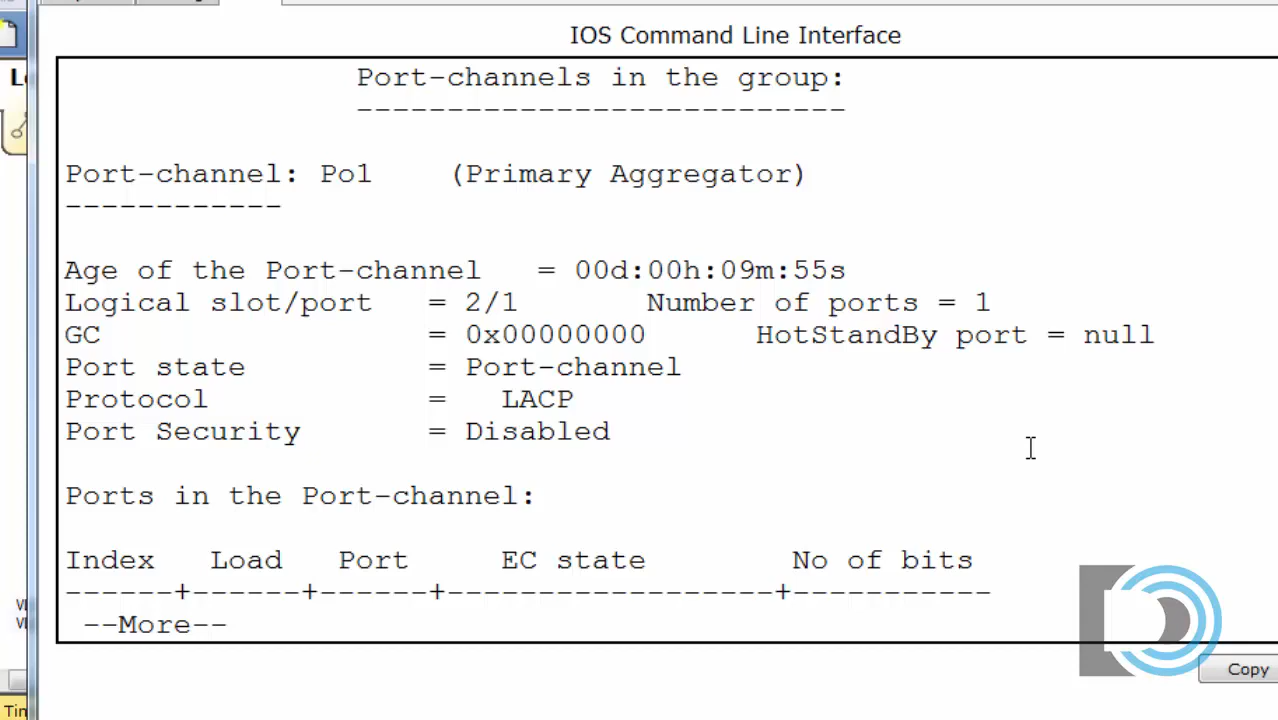 IOS Command Line Interface
Port-channels in the group:
---------------------------
Port-channel: Po1    (Primary Aggregator)
------------
Age of the Port-channel   = 00d:00h:09m:55s
Logical slot/port   = 2/1       Number of ports = 1
GC                  = 0x00000000      HotStandBy port = null
Port state          = Port-channel
Protocol            =   LACP
Port Security       = Disabled
Ports in the Port-channel:
Index   Load   Port     EC state        No of bits
------+------+------+------------------+-----------
 --More--
Copy